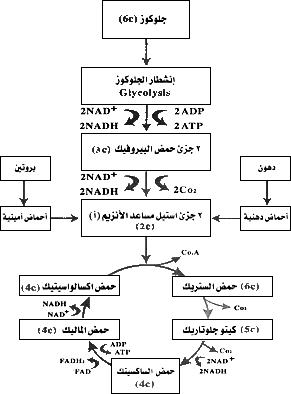 جلوكوز
(6c)
إنشطار الجلوكوز
Glycolysis
2NAD+
2ADP
2NADH
2ATP
٢ جزئ حمض البيروفيك
(3c)
2NAD+
2NADH
2Co2
بروتين
دهون
أحماض أمينية
٢ جزئ استيل مساعد الأنزيم (أ)
(2c)
أحماض دهنية
Co.A
حمض اكسالواسيتيك (4c)
حمض الستريك (6c)
NADH
NAD+
Co2
حمض الماليك (4c)
كيتو جلوتاريك (5c)
ADP
ATP
FADH2
FAD
Co2
2NAD+
2NADH
حمض الساكسينك
(4c)